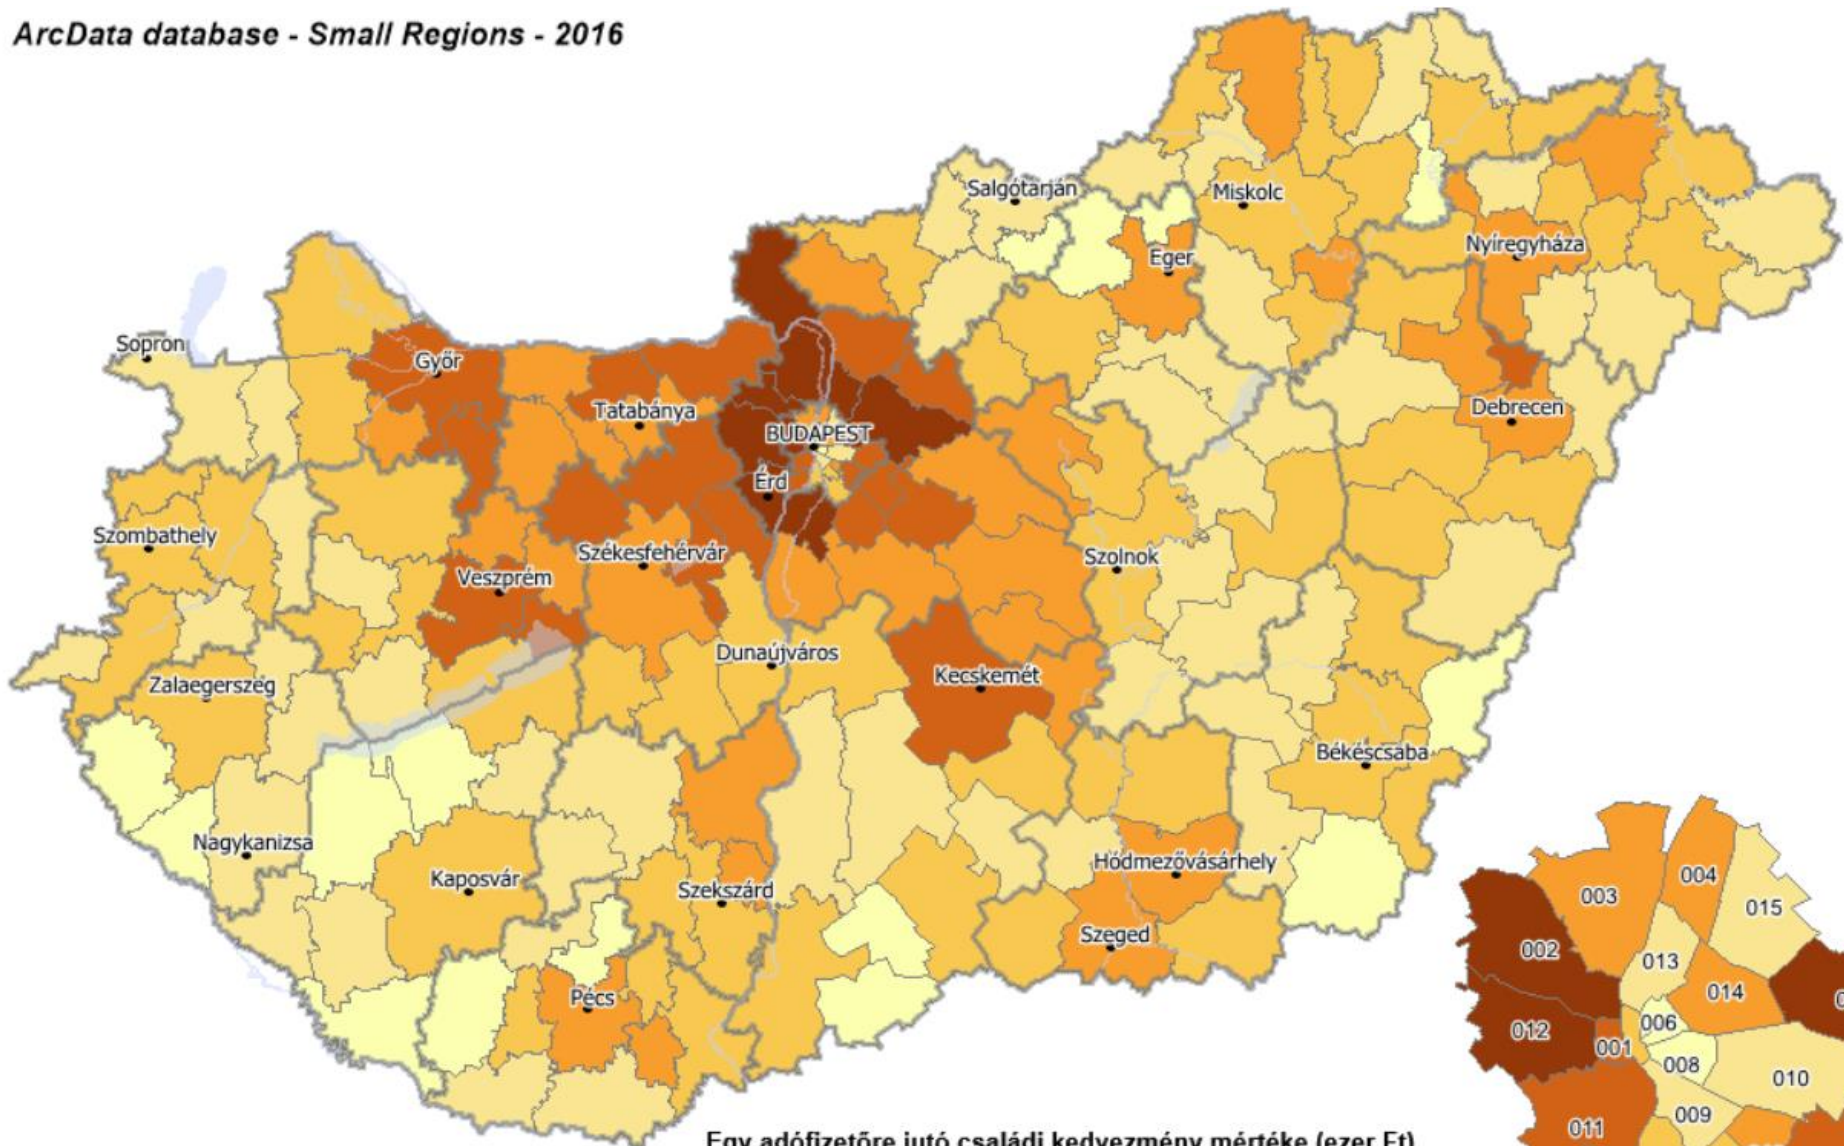 ArcData database - Small Regions - 2016
Salgótarján
Miskolc
Nyíregyháza
Eger
Sopron
Győr
Tatabánya
BUDAPEST
Debrecen
Érd
Szombathely
Székesfehérvár
Szolnok
Veszprém
Dunaújváros
Kecskemét
Zalaegerszeg
Békéscsaba
Nagykanizsa
Kaposvár
Szekszárd
Hódmezővásárhely
Szeged
Pécs
004
003
015
002
013
014
006
012
001
008
010
009
011
Egy adófizetőre jutó családi kedvezmény mértéke (ezer Ft)